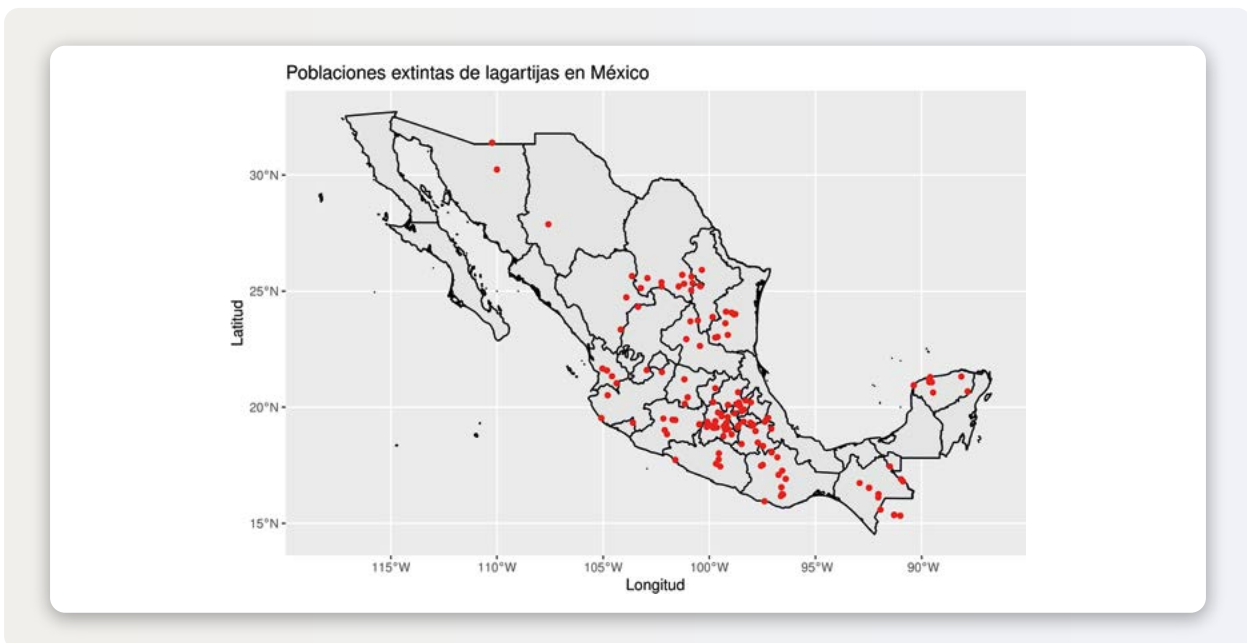 Poblaciones extintas de lagartijas en México
30°N
25°N
20°N
15°N
Latitud
115°W 110°W 105°W 100°W 95°W 90°W
Longitud